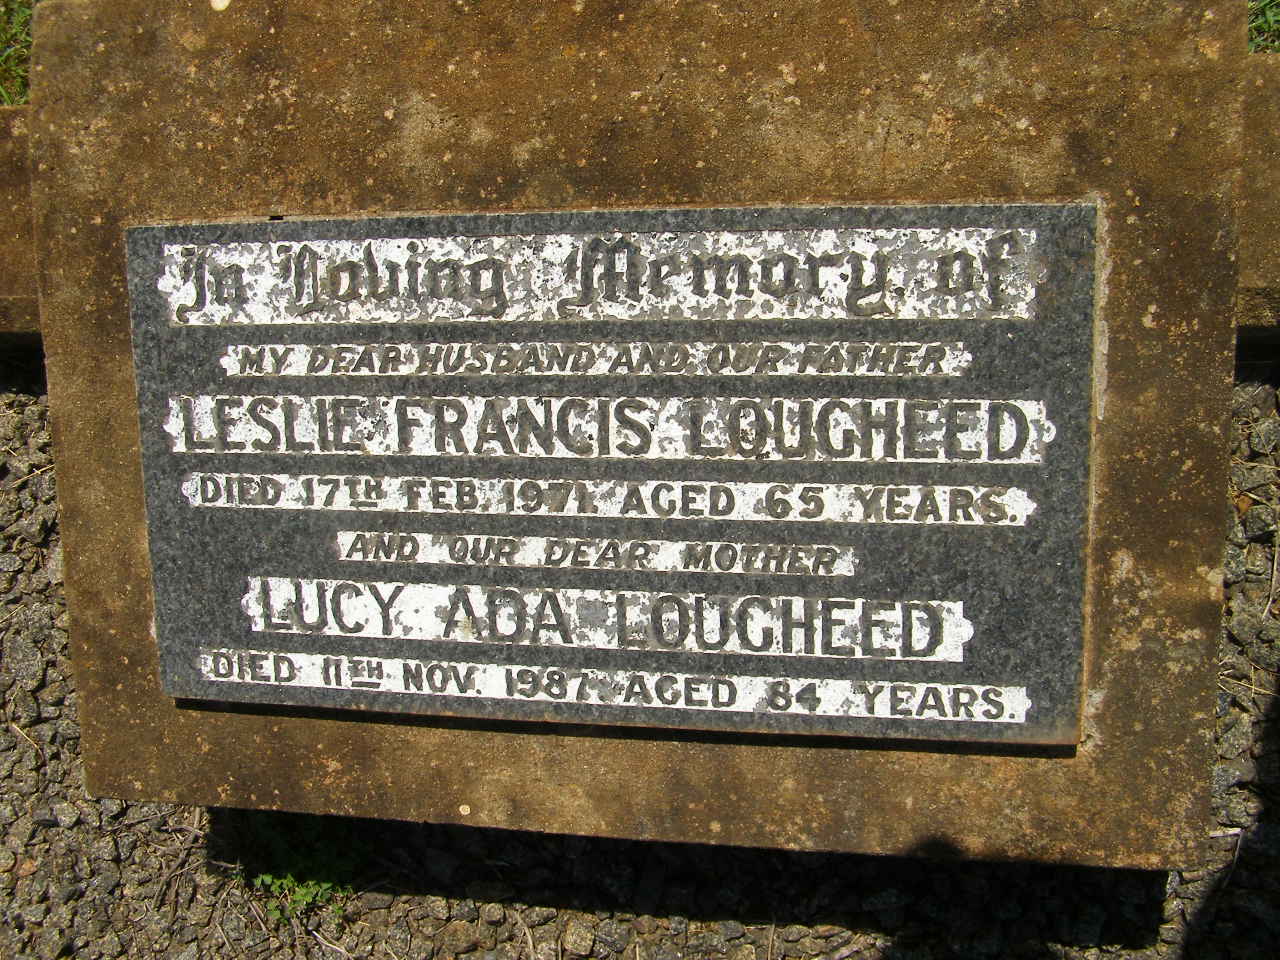 In Loving Memory of
MY DEAR HUSBAND AND OUR FATHER
LESLIE FRANCIS LOUGHEED
DIED 17TH FEB. 1971. AGED 65 YEARS.
AND OUR DEAR MOTHER
LUCY ADA LOUGHEED
DIED 11TH NOV. 1987. AGED 84 YEARS.